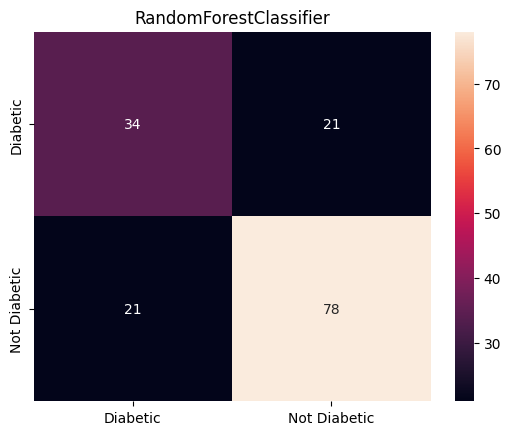 RandomForestClassifier
Diabetic
34
21
Not Diabetic
21
78
Diabetic
Not Diabetic
70
60
50
40
30